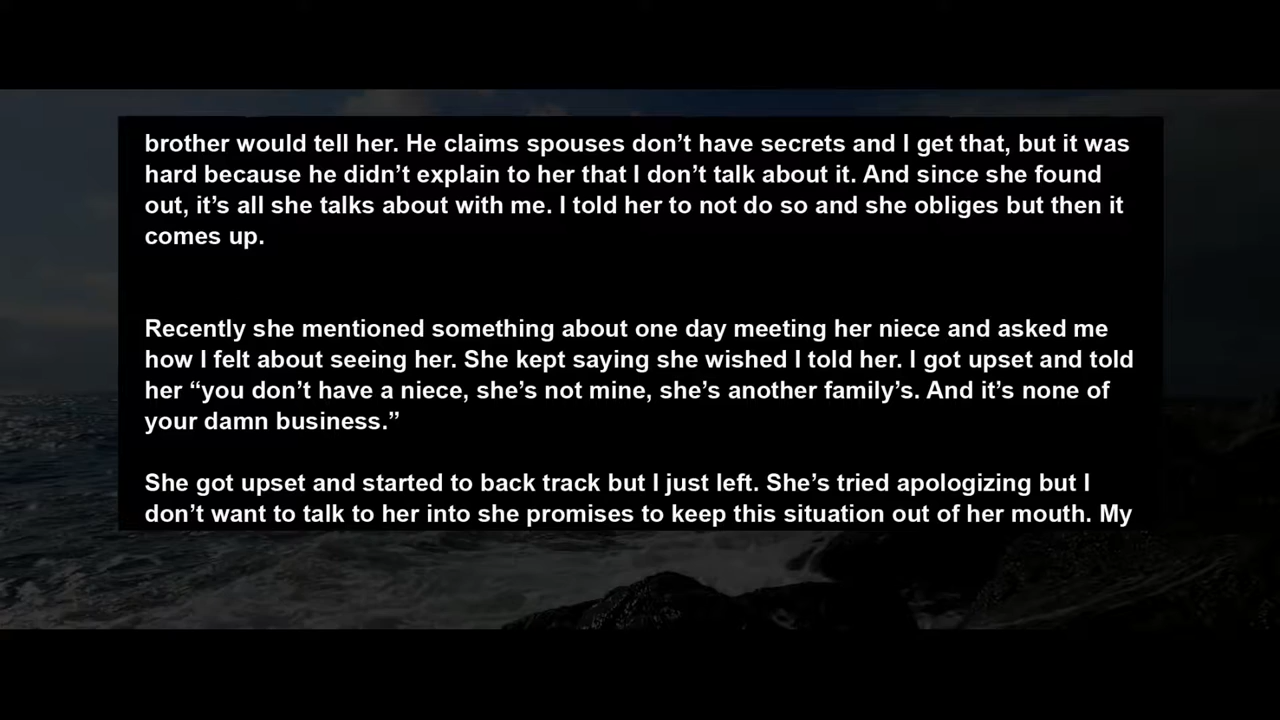 brother would tell her. He claims spouses don’t have secrets and I get that, but it was
hard because he didn’t explain to her that I don’t talk about it. And since she found
out, it’s all she talks about with me. I told her to not do so and she obliges but then it
comes up.
Recently she mentioned something about one day meeting her niece and asked me
how I felt about seeing her. She kept saying she wished I told her. I got upset and told
her “you don’t have a niece, she’s not mine, she’s another family’s. And it’s none of
your damn business.”
She got upset and started to back track but I just left. She’s tried apologizing but I
don’t want to talk to her into she promises to keep this situation out of her mouth. My